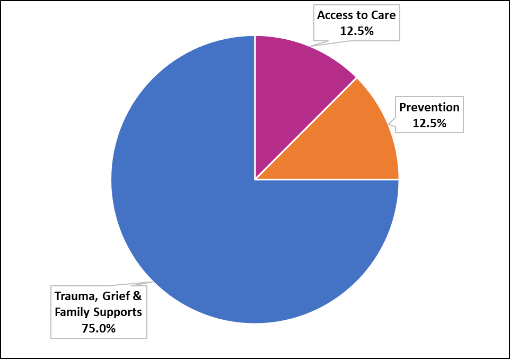 Access to Care
12.5%
Prevention
12.5%
Trauma, Grief &
Family Supports
75.0%